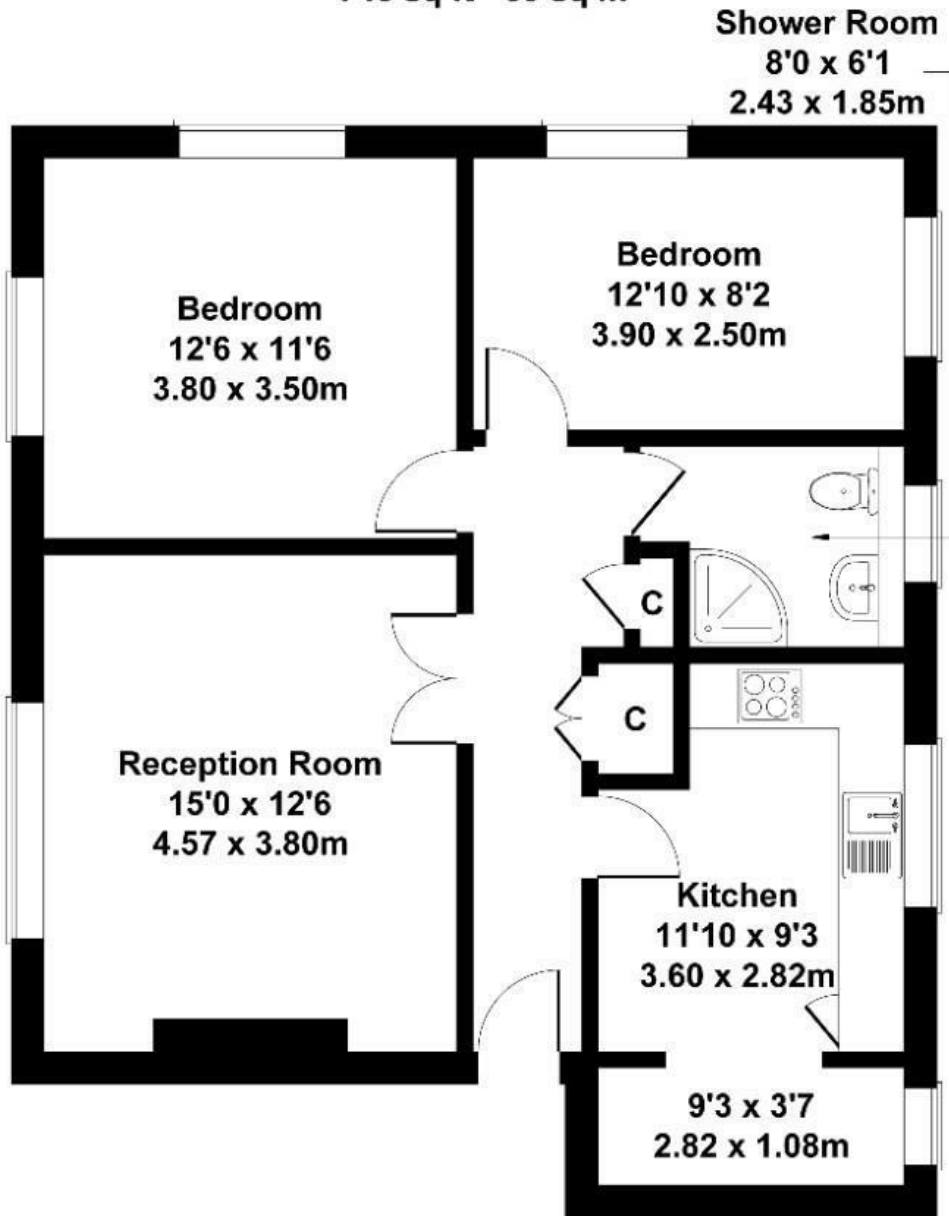 Shower Room
8'0 x 6'1
2.43 x 1.85m
Bedroom
12'6 x 11'6
3.80 x 3.50m
Bedroom
12'10 x 8'2
3.90 x 2.50m
C
C
Reception Room
15'0 x 12'6
4.57 x 3.80m
Kitchen
11'10 x 9'3
3.60 x 2.82m
9'3 x 3'7
2.82 x 1.08m